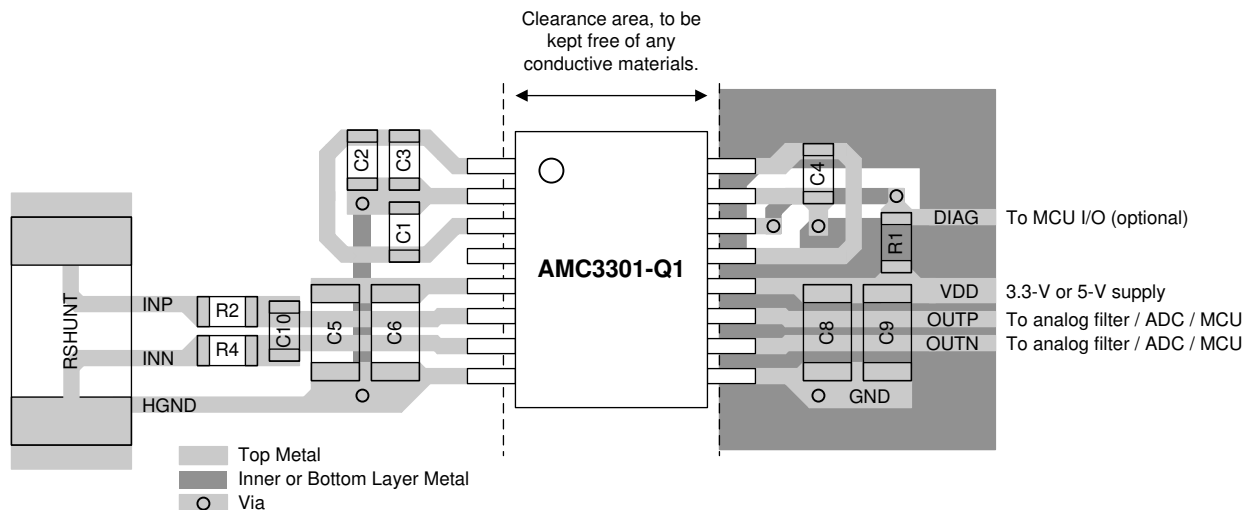 Clearance area, to be
kept free of any
conductive materials.
C2
C3
C1
C4
R1
DIAG
To MCU I/O (optional)
AMC3301-Q1
RSHUNT
INP
R2
C10
C5
C6
C8
C9
VDD
3.3-V or 5-V supply
OUTP
To analog filter / ADC / MCU
INN
R4
OUTN
To analog filter / ADC / MCU
HGND
GND
Top Metal
Inner or Bottom Layer Metal
Via